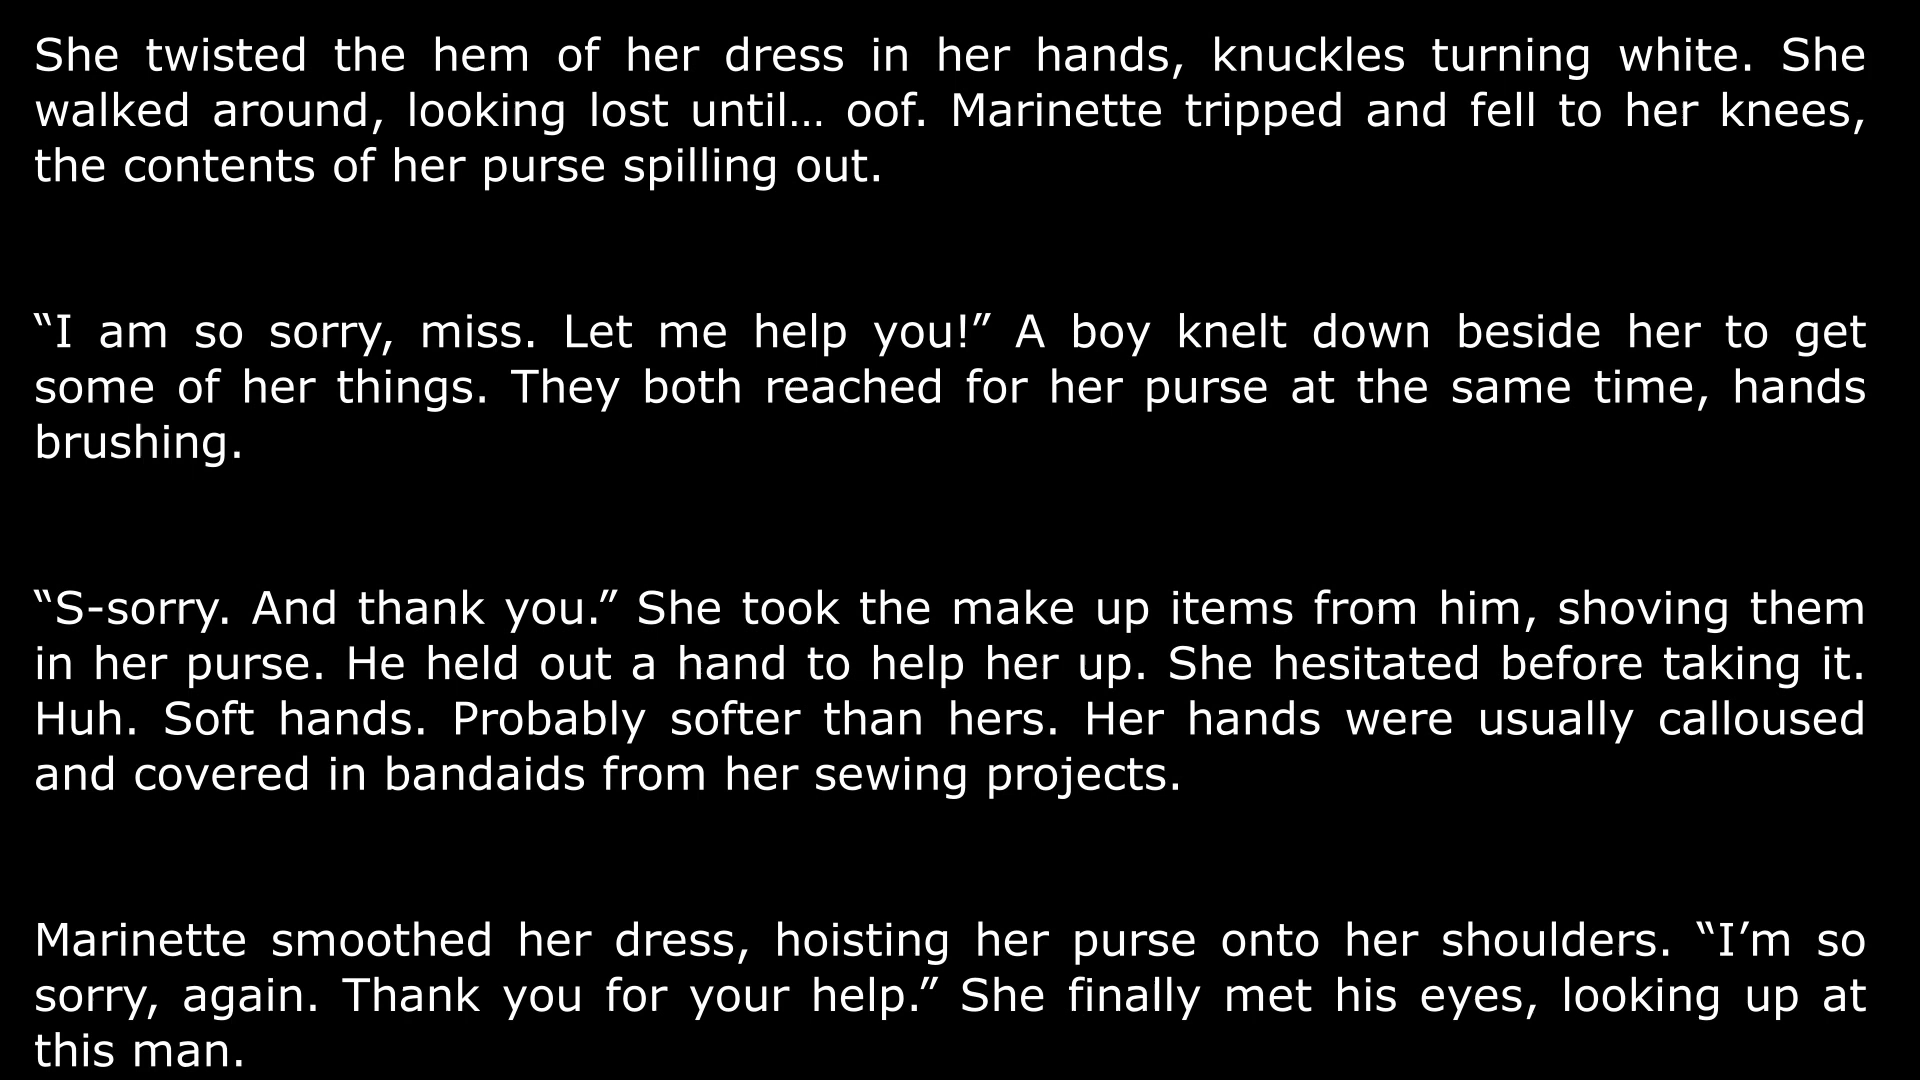 She twisted the hem of her dress in her hands, knuckles turning white. She
walked around, looking lost until… oof. Marinette tripped and fell to her knees,
the contents of her purse spilling out.
“I am so sorry, miss. Let me help you!” A boy knelt down beside her to get
some of her things. They both reached for her purse at the same time, hands
brushing.
“S-sorry. And thank you.” She took the make up items from him, shoving them
in her purse. He held out a hand to help her up. She hesitated before taking it.
Huh. Soft hands. Probably softer than hers. Her hands were usually calloused
and covered in bandaids from her sewing projects.
Marinette smoothed her dress, hoisting her purse onto her shoulders. “I’m so
sorry, again. Thank you for your help.” She finally met his eyes, looking up at
this man.